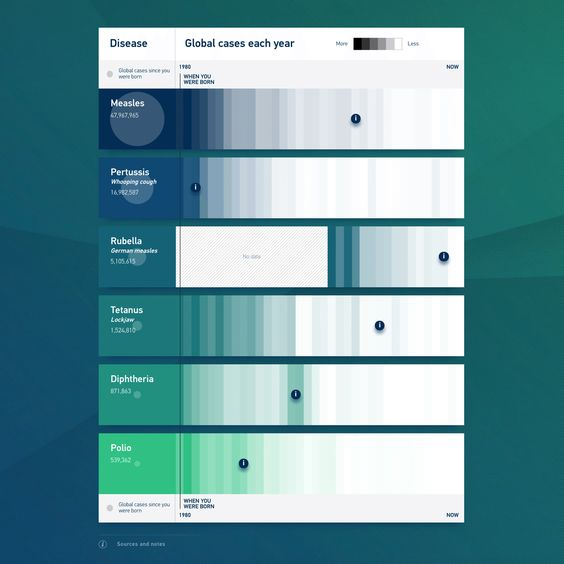 Disease
Global cases each year
More
Less
Global cases since you
were born
1980
NOW
WHEN YOU
WERE BORN
Measles
47,967,965
i
Pertussis
Whooping cough
16,982,587
i
Rubella
German measles
5,105,615
No data
i
Tetanus
Lockjaw
1,524,810
i
Diphtheria
871,863
i
Polio
539,362
i
Global cases since you
were born
WHEN YOU
WERE BORN
1980
NOW
i
Sources and notes